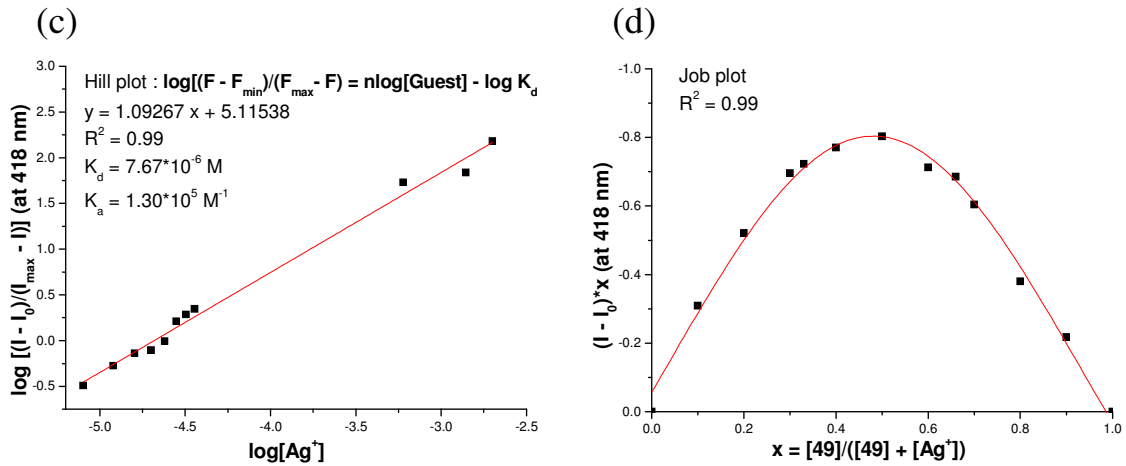 (c)
Hill plot : log[(F - Fmin)/(Fmax - F) = nlog[Guest] - log Kd
y = 1.09267 x + 5.11538
R² = 0.99
Kd = 7.67*10⁻⁶ M
Ka = 1.30*10⁵ M⁻¹
3.0
2.5
2.0
1.5
1.0
0.5
0.0
-0.5
log [(I - I₀)/(Imax - I)] (at 418 nm)
-5.0 -4.5 -4.0 -3.5 -3.0 -2.5
log[Ag⁺]
(d)
Job plot
R² = 0.99
-1.0
-0.8
-0.6
-0.4
-0.2
0.0
(I - I₀)*x (at 418 nm)
0.0 0.2 0.4 0.6 0.8 1.0
x = [49]/([49] + [Ag⁺])